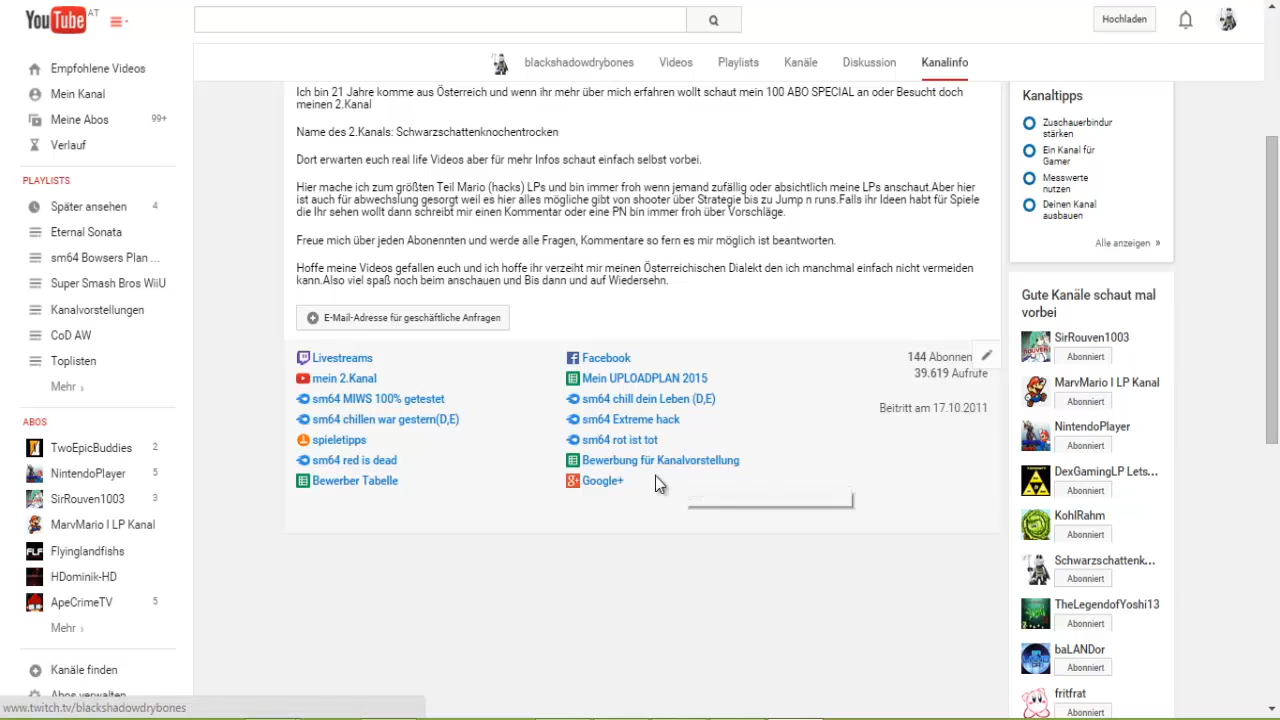 YouTube AT
Hochladen
blackshadowdrybones Videos Playlists Kanäle Diskussion Kanalinfo
Empfohlene Videos
Mein Kanal
Meine Abos 99+
Verlauf
PLAYLISTS
Später ansehen 4
Eternal Sonata
sm64 Bowsers Plan ...
Super Smash Bros WiiU
Kanalvorstellungen
CoD AW
Toplisten
Mehr ›
ABOS
TwoEpicBuddies 2
NintendoPlayer 5
SirRouven1003 3
MarvMario I LP Kanal
Flyinglandfishs
HDominik-HD
ApeCrimeTV 5
Mehr ›
Kanäle finden
Abos verwalten
Ich bin 21 Jahre komme aus Österreich und wenn ihr mehr über mich erfahren wollt schaut mein 100 ABO SPECIAL an oder Besucht doch
meinen 2.Kanal
Name des 2.Kanals: Schwarzschattenknochentrocken
Dort erwarten euch real life Videos aber für mehr Infos schaut einfach selbst vorbei.
Hier mache ich zum größten Teil Mario (hacks) LPs und bin immer froh wenn jemand zufällig oder absichtlich meine LPs anschaut.Aber hier
ist auch für abwechslung gesorgt weil es hier alles mögliche gibt von shooter über Strategie bis zu Jump n runs.Falls ihr Ideen habt für Spiele
die Ihr sehen wollt dann schreibt mir einen Kommentar oder eine PN bin immer froh über Vorschläge.
Freue mich über jeden Abonennten und werde alle Fragen, Kommentare so fern es mir möglich ist beantworten.
Hoffe meine Videos gefallen euch und ich hoffe ihr verzeiht mir meinen Österreichischen Dialekt den ich manchmal einfach nicht vermeiden
kann.Also viel spaß noch beim anschauen und Bis dann und auf Wiedersehn.
E-Mail-Adresse für geschäftliche Anfragen
Livestreams
mein 2.Kanal
sm64 MIWS 100% getestet
sm64 chillen war gestern(D,E)
spieletipps
sm64 red is dead
Bewerber Tabelle
Facebook
Mein UPLOADPLAN 2015
sm64 chill dein Leben (D,E)
sm64 Extreme hack
sm64 rot ist tot
Bewerbung für Kanalvorstellung
Google+
144 Abonnen
39.619 Aufrufe
Beitritt am 17.10.2011
Kanaltipps
Zuschauerbindur
stärken
Ein Kanal für
Gamer
Messwerte
nutzen
Deinen Kanal
ausbauen
Alle anzeigen »
Gute Kanäle schaut mal
vorbei
SirRouven1003
Abonniert
MarvMario I LP Kanal
Abonniert
NintendoPlayer
Abonniert
DexGamingLP Lets...
Abonniert
KohlRahm
Abonniert
Schwarzschattenk...
Abonniert
TheLegendofYoshi13
Abonniert
baLANDor
Abonniert
fritfrat
Abonniert
www.twitch.tv/blackshadowdrybones